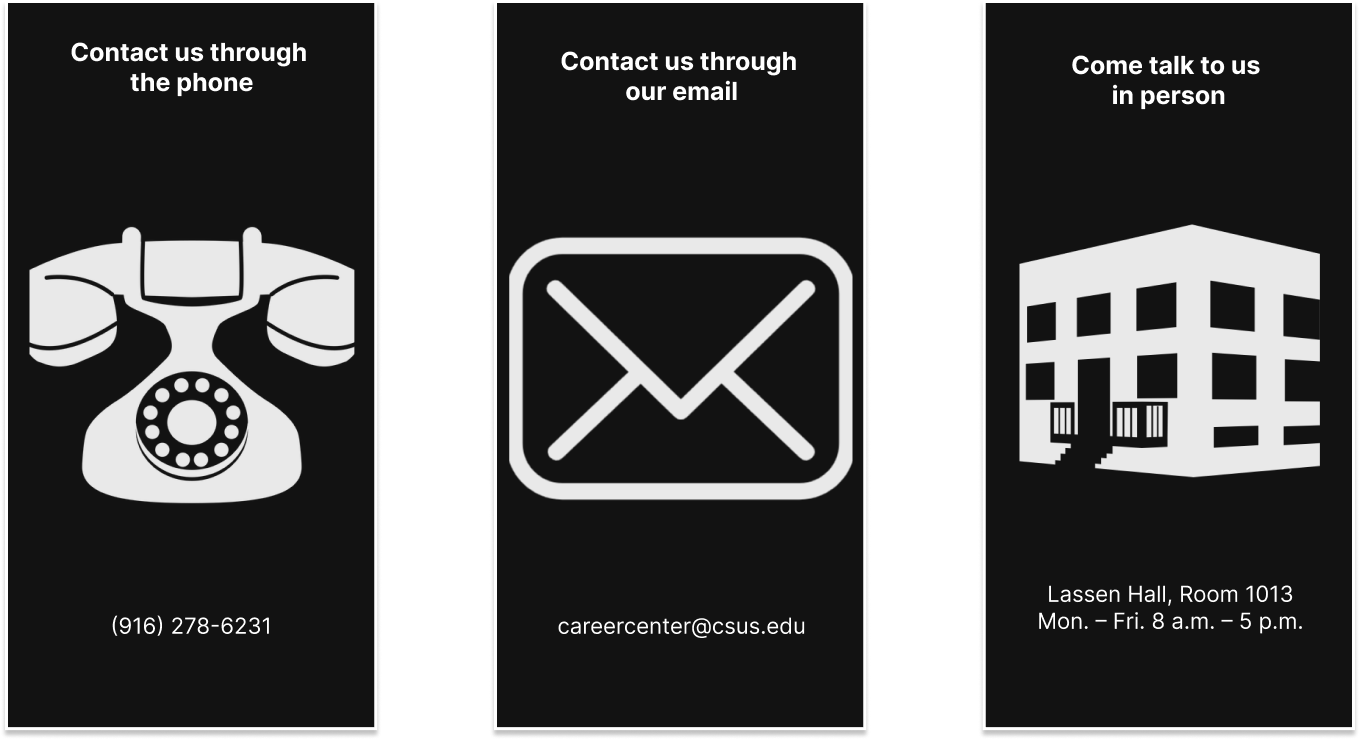 Contact us through
the phone
(916) 278-6231
Contact us through
our email
careercenter@csus.edu
Come talk to us
in person
Lassen Hall, Room 1013
Mon. – Fri. 8 a.m. – 5 p.m.